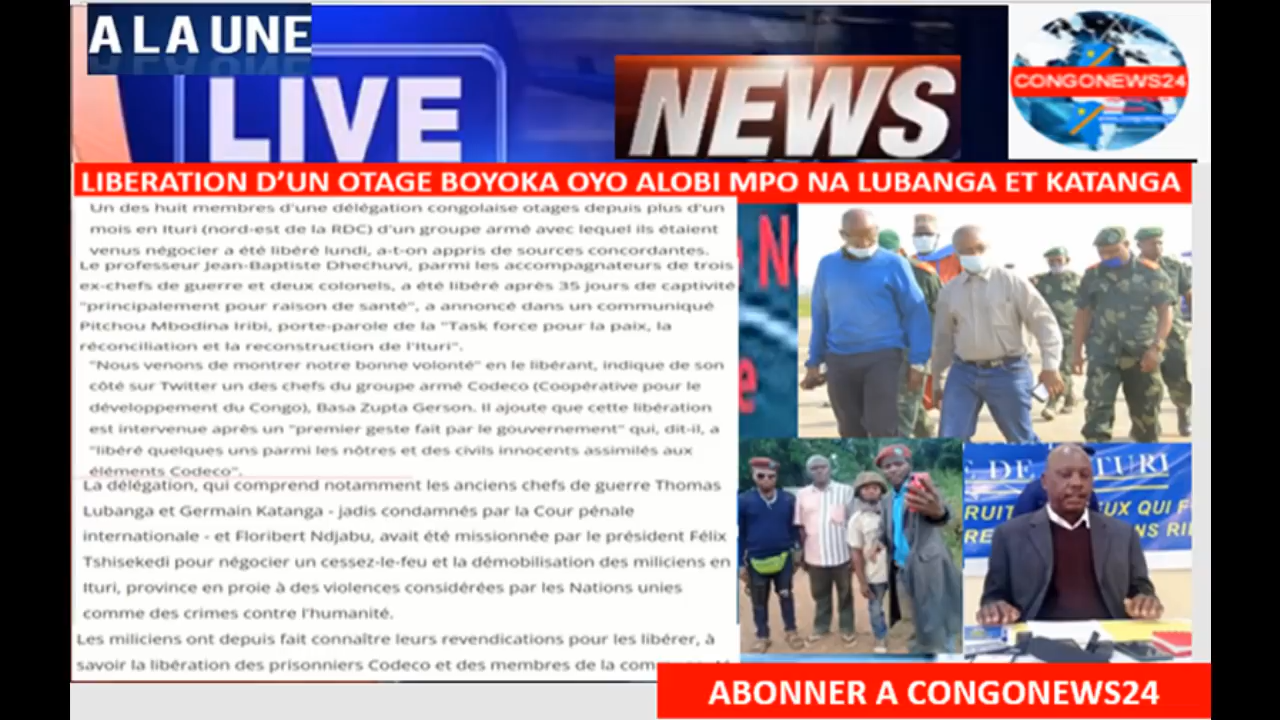 A LA UNE
LIVE
NEWS
CONGONEWS24
LIBERATION D'UN OTAGE BOYOKA OYO ALOBI MPO NA LUBANGA ET KATANGA
Un des huit membres d'une délégation congolaise otages depuis plus d'un
mois en Ituri (nord-est de la RDC) d'un groupe armé avec lequel ils étaient
venus négocier a été libéré lundi, a-t-on appris de sources concordantes.
Le professeur Jean-Baptiste Dhechuvi, parmi les accompagnateurs de trois
ex-chefs de guerre et deux colonels, a été libéré après 35 jours de captivité
"principalement pour raison de santé", a annoncé dans un communiqué
Pitchou Mbodina Iribi, porte-parole de la "Task force pour la paix, la
réconciliation et la reconstruction de l'Ituri".
"Nous venons de montrer notre bonne volonté" en le libérant, indique de son
côté sur Twitter un des chefs du groupe armé Codeco (Coopérative pour le
développement du Congo), Basa Zupta Gerson. Il ajoute que cette libération
est intervenue après un "premier geste fait par le gouvernement" qui, dit-il, a
"libéré quelques uns parmi les nôtres et des civils innocents assimilés aux
éléments Codeco".
La délégation, qui comprend notamment les anciens chefs de guerre Thomas
Lubanga et Germain Katanga - jadis condamnés par la Cour pénale
internationale - et Floribert Ndjabu, avait été missionnée par le président Félix
Tshisekedi pour négocier un cessez-le-feu et la démobilisation des miliciens en
Ituri, province en proie à des violences considérées par les Nations unies
comme des crimes contre l'humanité.
Les miliciens ont depuis fait connaître leurs revendications pour les libérer, à
savoir la libération des prisonniers Codeco et des membres de la
E DE
TURI
RUIT
UX QUI F
NS RIE
ABONNER A CONGONEWS24